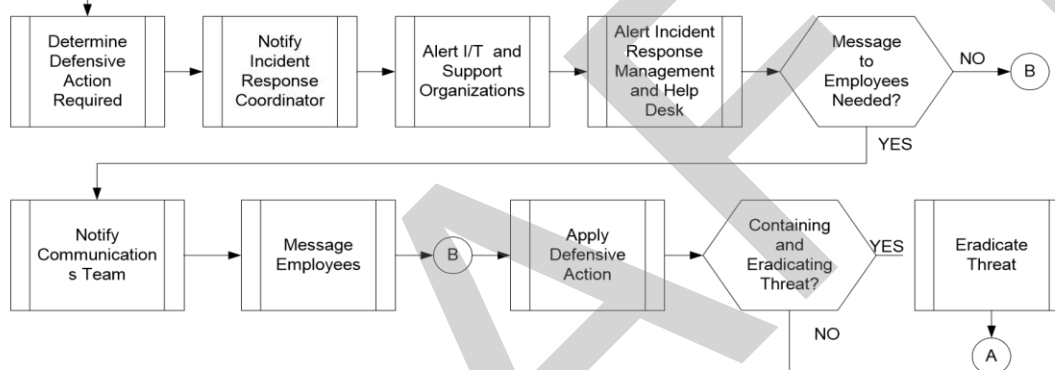 Determine
Defensive
Action
Required
Notify
Incident
Response
Coordinator
Alert I/T and
Support
Organizations
Alert Incident
Response
Management
and Help
Desk
Message
to
Employees
Needed?
NO
B
YES
Notify
Communication
s Team
Message
Employees
B
Apply
Defensive
Action
Containing
and
Eradicating
Threat?
YES
Eradicate
Threat
NO
A